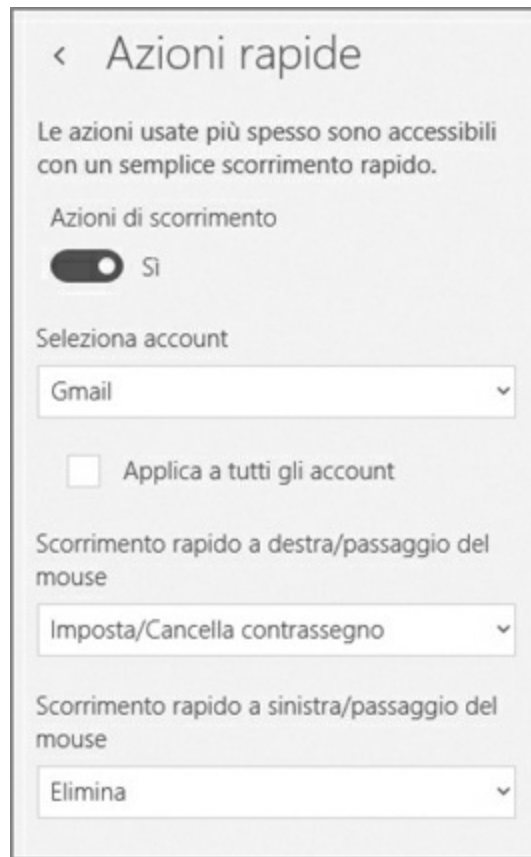 Azioni rapide
Le azioni usate più spesso sono accessibili
con un semplice scorrimento rapido.
Azioni di scorrimento
Sì
Seleziona account
Gmail
Applica a tutti gli account
Scorrimento rapido a destra/passaggio del
mouse
Imposta/Cancella contrassegno
Scorrimento rapido a sinistra/passaggio del
mouse
Elimina